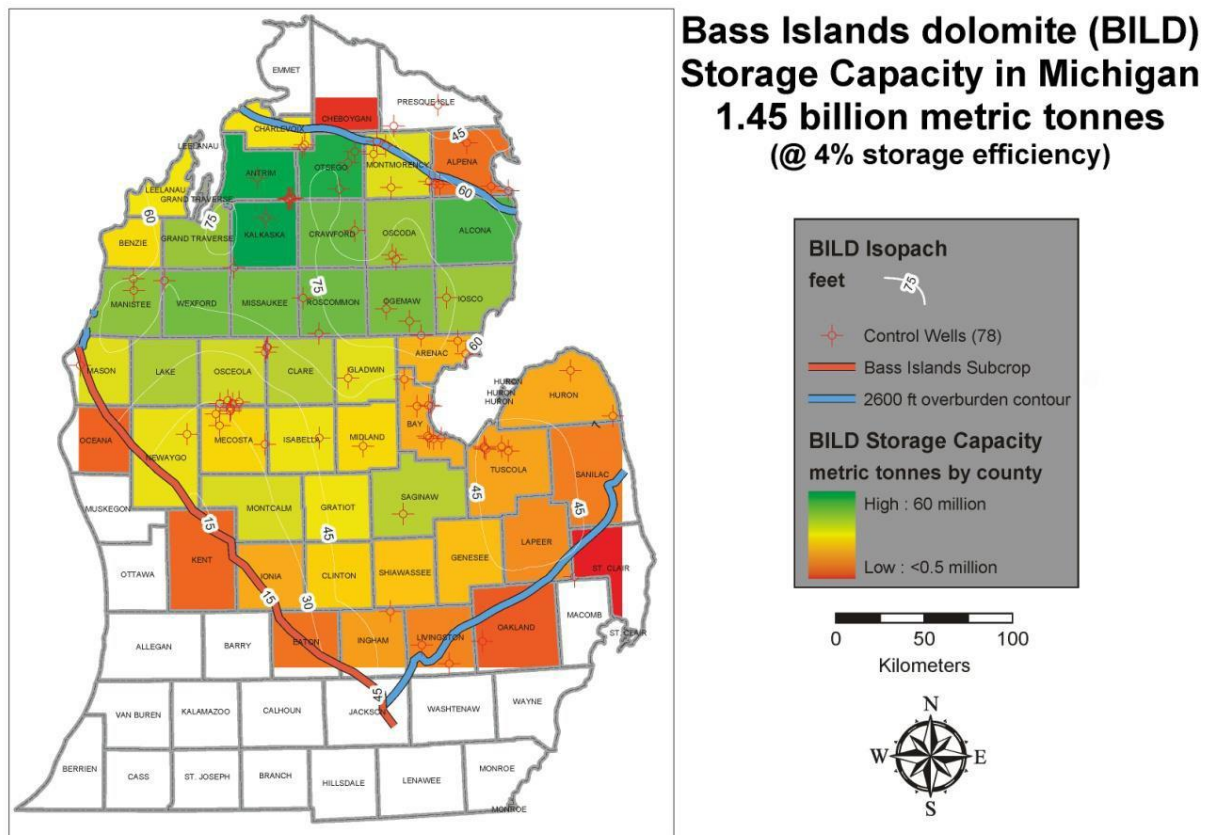 Bass Islands dolomite (BILD)
Storage Capacity in Michigan
1.45 billion metric tonnes
(@ 4% storage efficiency)
EMMET
PRESQUE ISLE
CHEBOYGAN
CHARLEVOIX
45
LEELANAU
OTSEGO
MONTMORENCY
ALPENA
ANTRIM
LEELANAU
60
GRAND TRAVERSE
60
75
BENZIE
GRAND TRAVERSE
KALKASKA
CRAWFORD
OSCODA
ALCONA
75
MANISTEE
WEXFORD
MISSAUKEE
ROSCOMMON
OGEMAW
IOSCO
ARENAC
60
MASON
LAKE
OSCEOLA
CLARE
GLADWIN
HURON
HURON
HURON
HURON
OCEANA
NEWAYGO
MECOSTA
ISABELLA
MIDLAND
BAY
TUSCOLA
SANILAC
MUSKEGON
MONTCALM
GRATIOT
SAGINAW
45
45
15
45
OTTAWA
KENT
IONIA
CLINTON
SHIAWASSEE
GENESEE
LAPEER
ST. CLAIR
15
30
MACOMB
ALLEGAN
BARRY
EATON
INGHAM
LIVINGSTON
OAKLAND
ST. CLAIR
45
VAN BUREN
KALAMAZOO
CALHOUN
JACKSON
WASHTENAW
WAYNE
BERRIEN
CASS
ST. JOSEPH
BRANCH
HILLSDALE
LENAWEE
MONROE
MONROE
BILD Isopach
feet
75
Control Wells (78)
Bass Islands Subcrop
2600 ft overburden contour
BILD Storage Capacity
metric tonnes by county
High : 60 million
Low : <0.5 million
0 50 100
Kilometers
N
W E
S